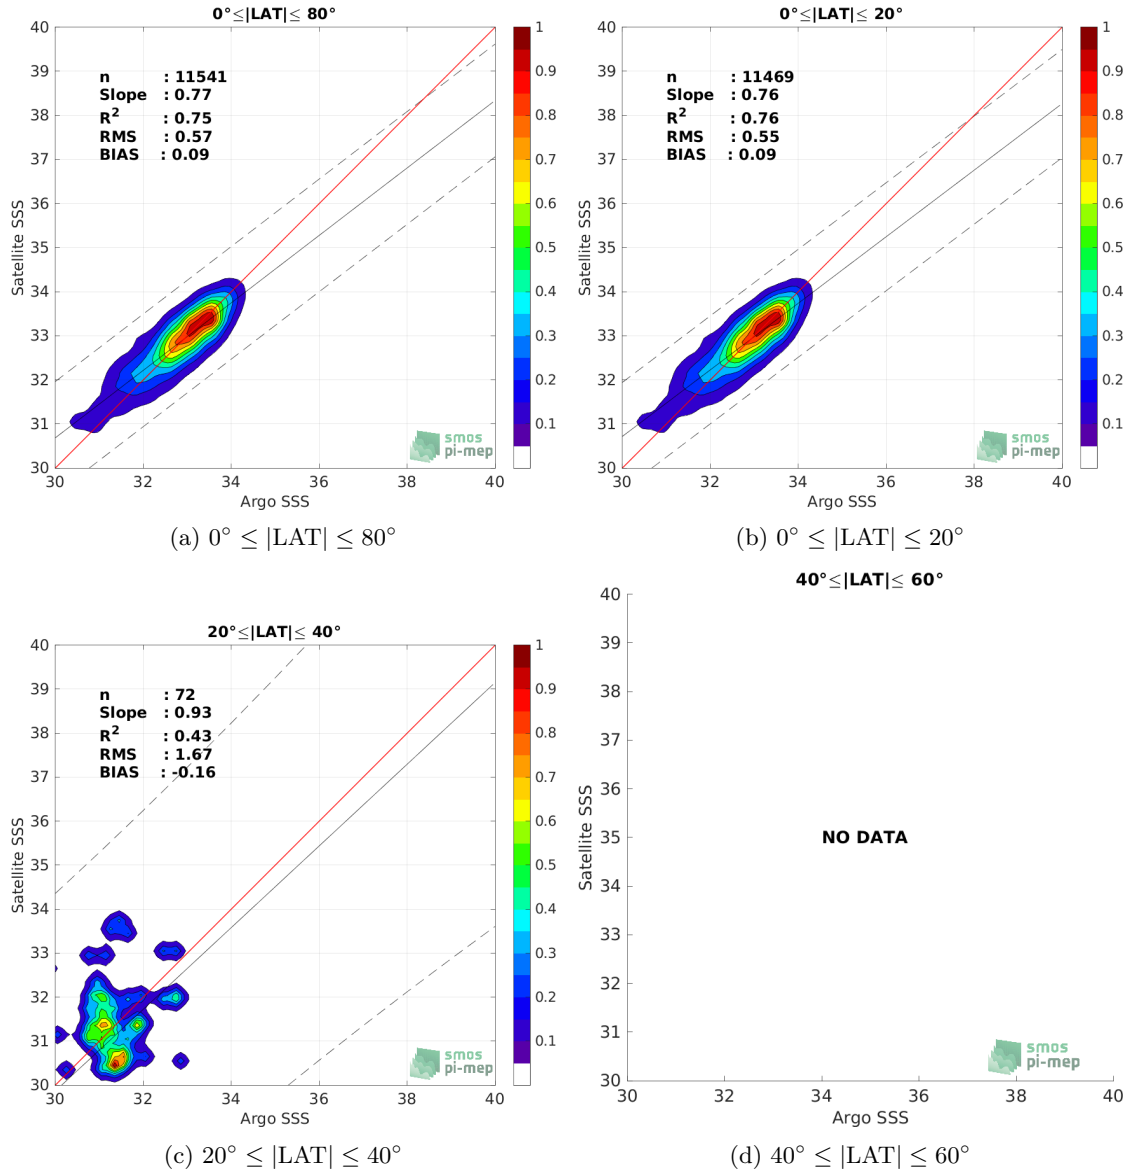 0°≤|LAT|≤ 80°
40
39
38
37
36
35
34
33
32
31
30
30
32
34
36
38
40
Satellite SSS
Argo SSS
n : 11541
Slope : 0.77
R² : 0.75
RMS : 0.57
BIAS : 0.09
1
0.9
0.8
0.7
0.6
0.5
0.4
0.3
0.2
0.1
smos
pi-mep
(a) 0° ≤ |LAT| ≤ 80°
0°≤|LAT|≤ 20°
40
39
38
37
36
35
34
33
32
31
30
30
32
34
36
38
40
Satellite SSS
Argo SSS
n : 11469
Slope : 0.76
R² : 0.76
RMS : 0.55
BIAS : 0.09
1
0.9
0.8
0.7
0.6
0.5
0.4
0.3
0.2
0.1
smos
pi-mep
(b) 0° ≤ |LAT| ≤ 20°
20°≤|LAT|≤ 40°
40
39
38
37
36
35
34
33
32
31
30
30
32
34
36
38
40
Satellite SSS
Argo SSS
n : 72
Slope : 0.93
R² : 0.43
RMS : 1.67
BIAS : -0.16
1
0.9
0.8
0.7
0.6
0.5
0.4
0.3
0.2
0.1
smos
pi-mep
(c) 20° ≤ |LAT| ≤ 40°
40°≤|LAT|≤ 60°
40
39
38
37
36
35
34
33
32
31
30
30
32
34
36
38
40
Satellite SSS
Argo SSS
NO DATA
smos
pi-mep
(d) 40° ≤ |LAT| ≤ 60°